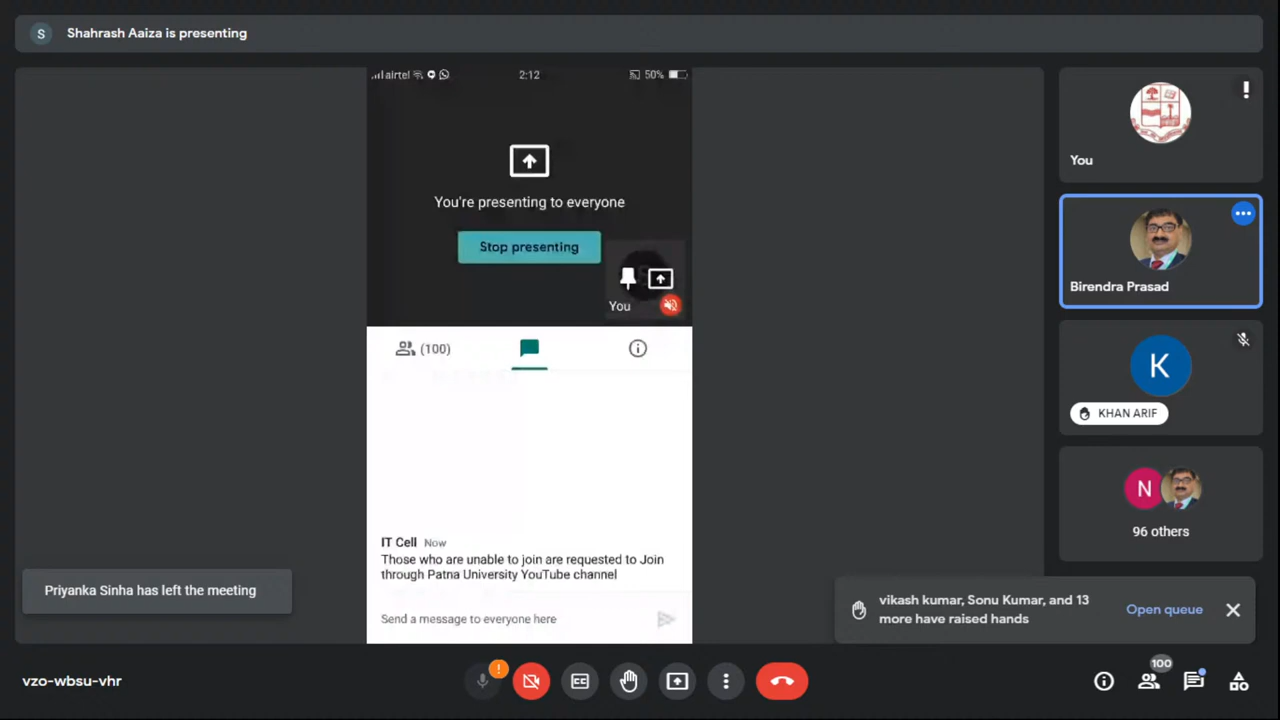 S
Shahrash Aaiza is presenting
airtel
2:12
50%
You're presenting to everyone
Stop presenting
You
(100)
IT Cell Now
Those who are unable to join are requested to Join
through Patna University YouTube channel
Send a message to everyone here
You
Birendra Prasad
K
KHAN ARIF
N
96 others
Priyanka Sinha has left the meeting
vikash kumar, Sonu Kumar, and 13
more have raised hands
Open queue
vzo-wbsu-vhr
CC
100